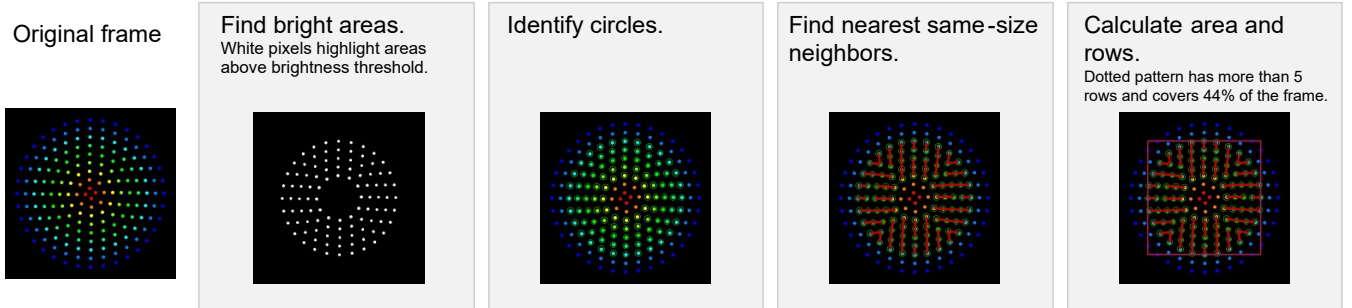 Original frame
Find bright areas.
White pixels highlight areas
above brightness threshold.
Identify circles.
Find nearest same-size
neighbors.
Calculate area and
rows.
Dotted pattern has more than 5
rows and covers 44% of the frame.